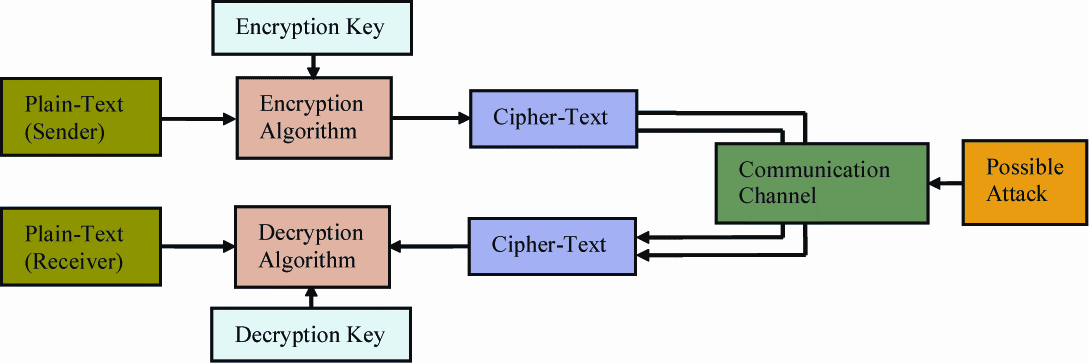 Encryption Key
Plain-Text
(Sender)
Encryption
Algorithm
Cipher-Text
Communication
Channel
Possible
Attack
Plain-Text
(Receiver)
Decryption
Algorithm
Cipher-Text
Decryption Key